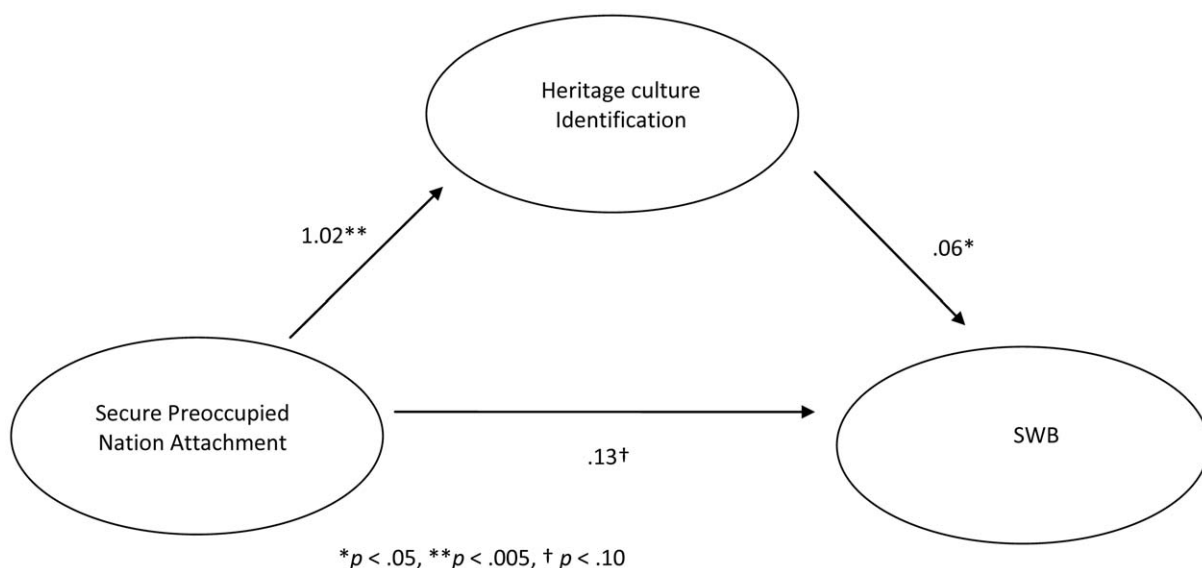 Heritage culture
Identification
1.02**
.06*
Secure Preoccupied
Nation Attachment
SWB
.13†
*p < .05, **p < .005, † p < .10